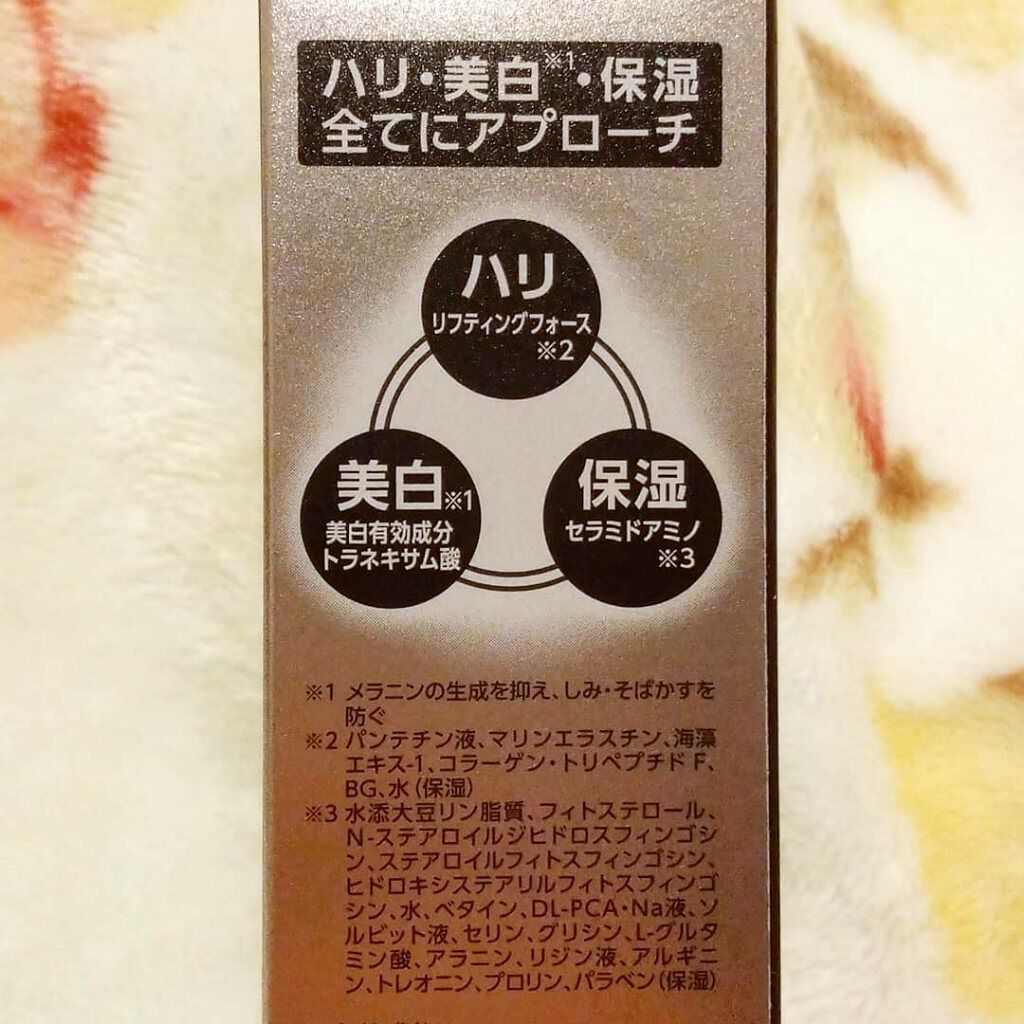 ハリ・美白※1・保湿
全てにアプローチ
ハリ
リフティングフォース
※2
美白※1
美白有効成分
トラネキサム酸
保湿
セラミドアミノ
※3
※1 メラニンの生成を抑え、しみ・そばかすを
防ぐ
※2 パンテチン液、マリンエラスチン、海藻
エキス-1、コラーゲン・トリペプチド F、
BG、水（保湿）
※3 水添大豆リン脂質、フィトステロール、
N-ステアロイルジヒドロスフィンゴシ
ン、ステアロイルフィトスフィンゴシン、
ヒドロキシステアリルフィトスフィンゴ
シン、水、ベタイン、DL-PCA・Na液、ソ
ルビット液、セリン、グリシン、L-グルタ
ミン酸、アラニン、リジン液、アルギニ
ン、トレオニン、プロリン、パラベン（保湿）